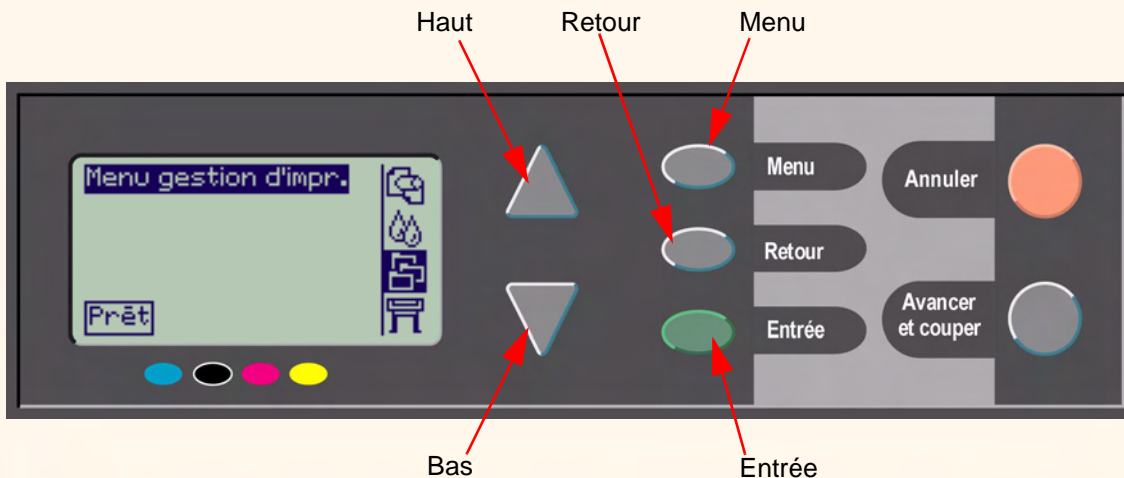 Haut
Retour
Menu
Menu gestion d'impr.
Prêt
Menu
Retour
Entrée
Annuler
Avancer
et couper
Bas
Entrée